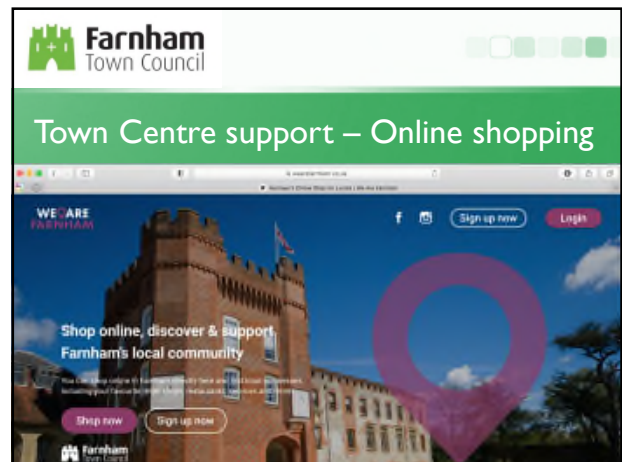 Farnham
Town Council
Town Centre support – Online shopping
WE ARE
FARNHAM
Sign up now
Login
Shop online, discover & support
Farnham's local community
Shop now
Sign up now
Farnham
Town Council